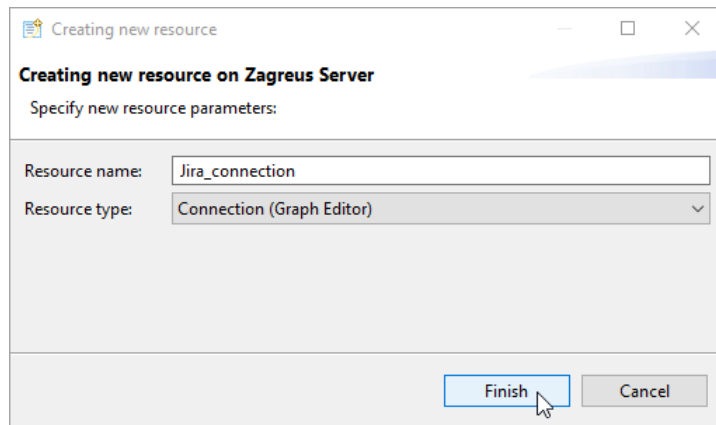 Creating new resource
Creating new resource on Zagreus Server
Specify new resource parameters:
Resource name: Jira_connection
Resource type: Connection (Graph Editor)
Finish Cancel